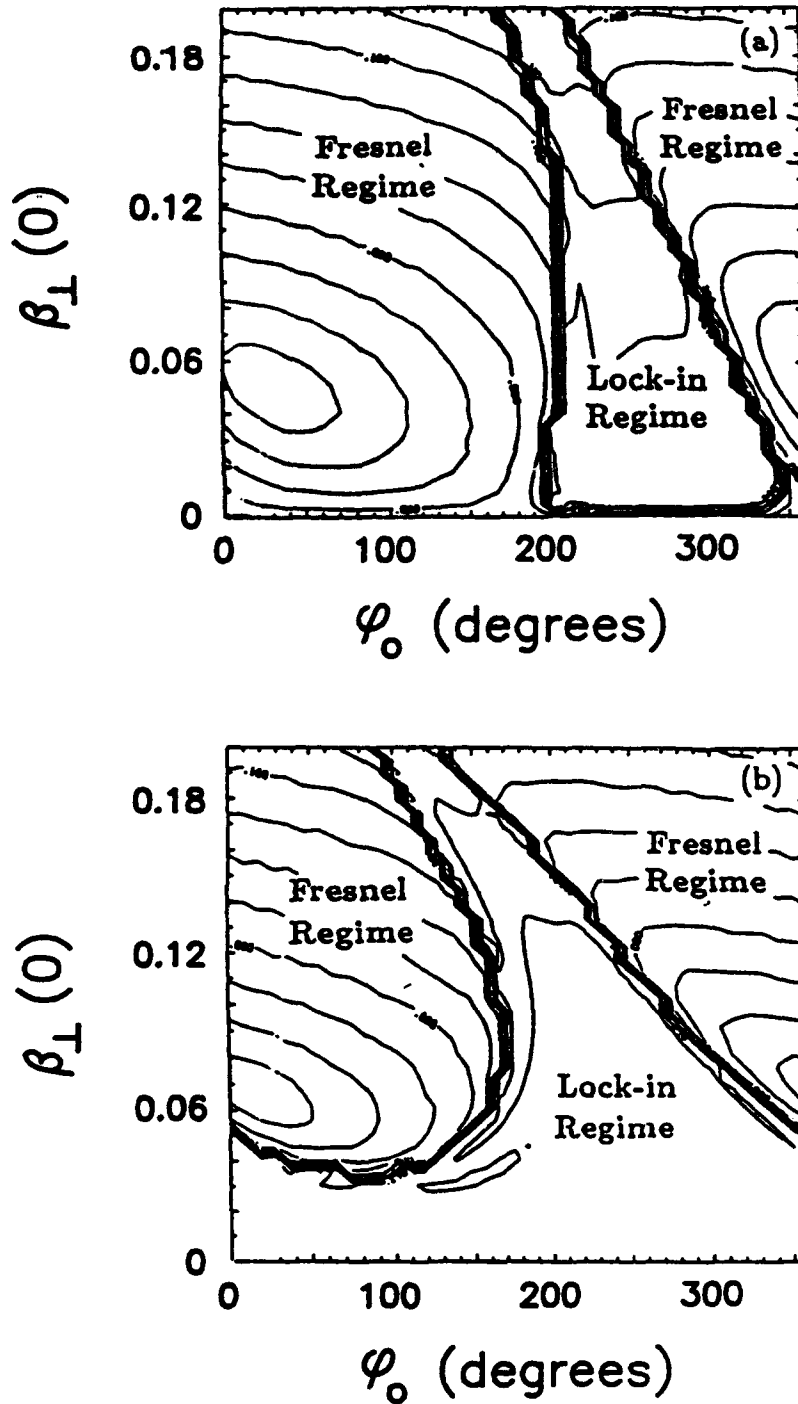 (a)
0.18
0.12
0.06
0
β⊥ (0)
Fresnel
Regime
Fresnel
Regime
Lock-in
Regime
0 100 200 300
φo (degrees)
(b)
0.18
0.12
0.06
0
β⊥ (0)
Fresnel
Regime
Fresnel
Regime
Lock-in
Regime
0 100 200 300
φo (degrees)